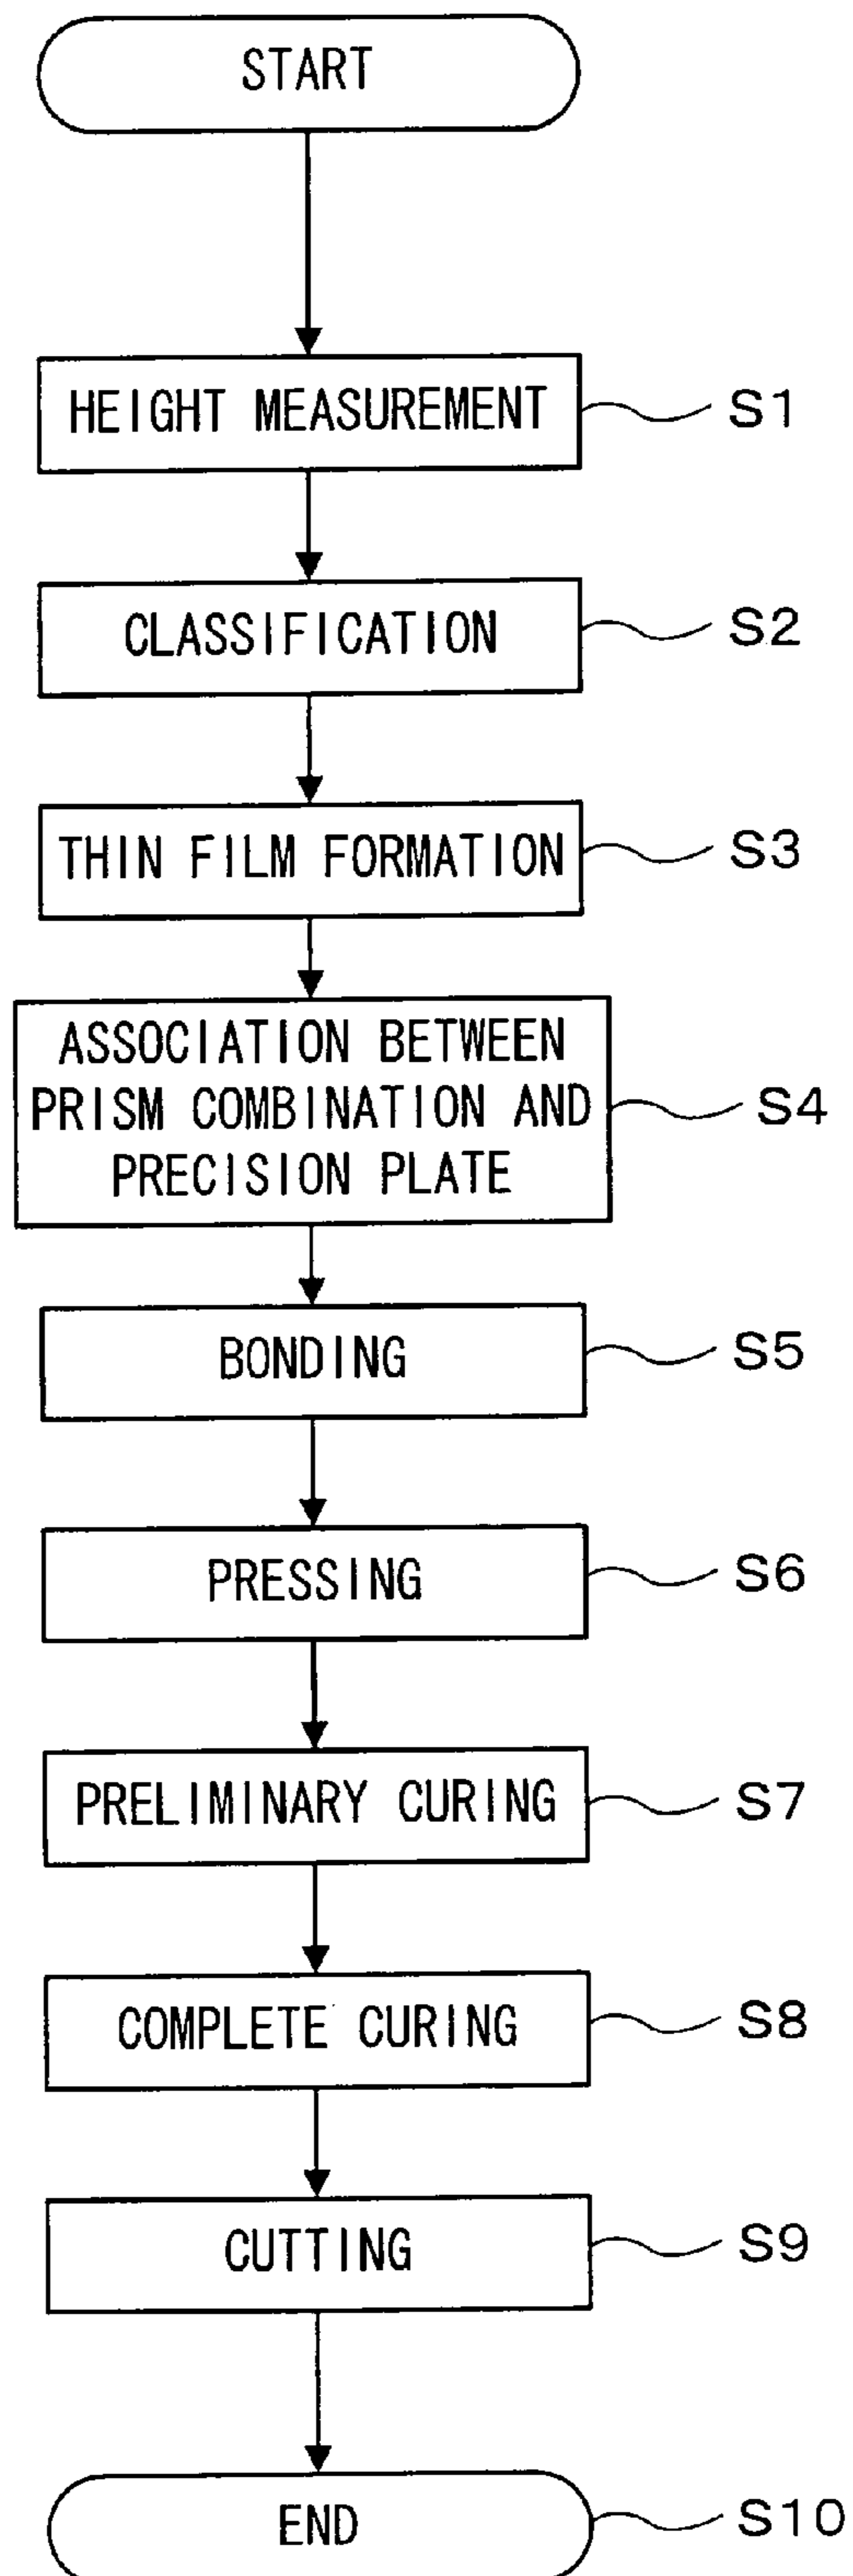 START
HEIGHT MEASUREMENT S1
CLASSIFICATION S2
THIN FILM FORMATION S3
ASSOCIATION BETWEEN
PRISM COMBINATION AND S4
PRECISION PLATE
BONDING S5
PRESSING S6
PRELIMINARY CURING S7
COMPLETE CURING S8
CUTTING S9
END S10